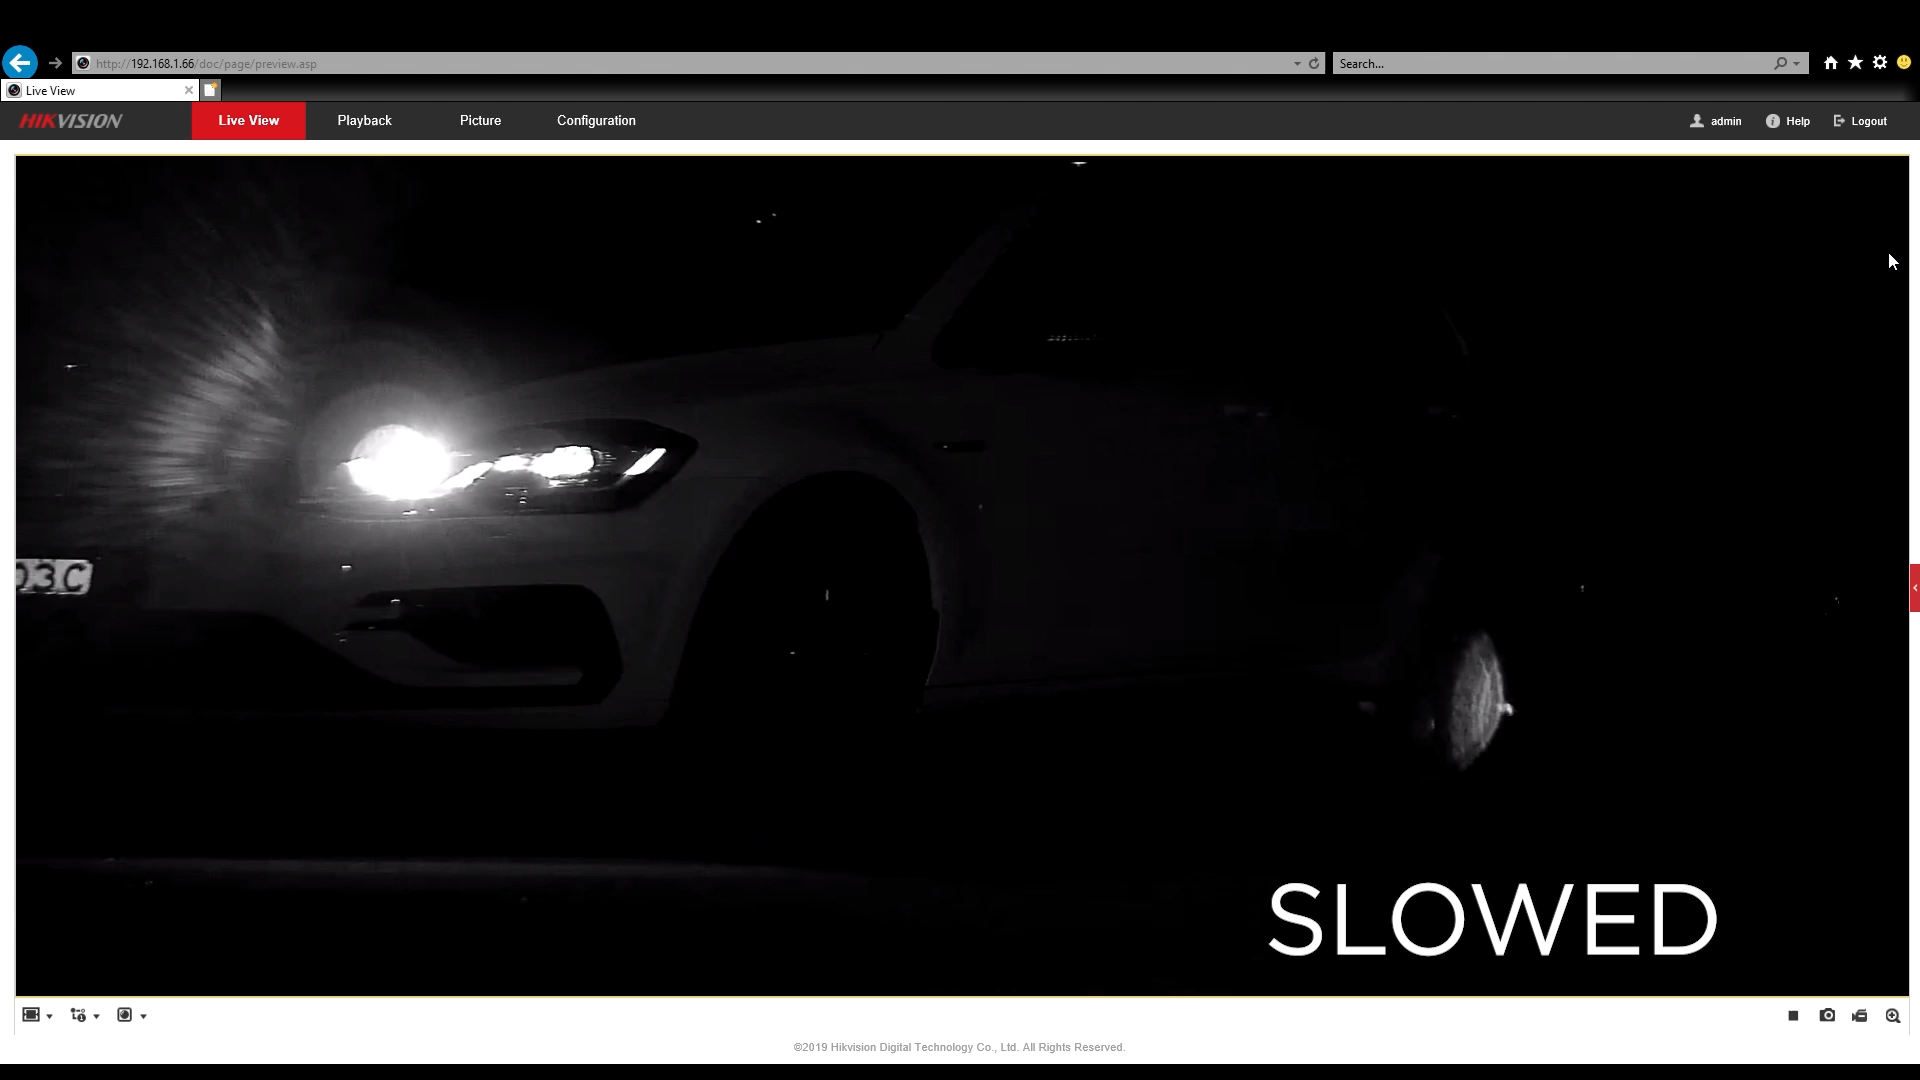 http://192.168.1.66/doc/page/preview.asp
Search...
Live View
HIKVISION
Live View
Playback
Picture
Configuration
admin
Help
Logout
03C
SLOWED
©2019 Hikvision Digital Technology Co., Ltd. All Rights Reserved.